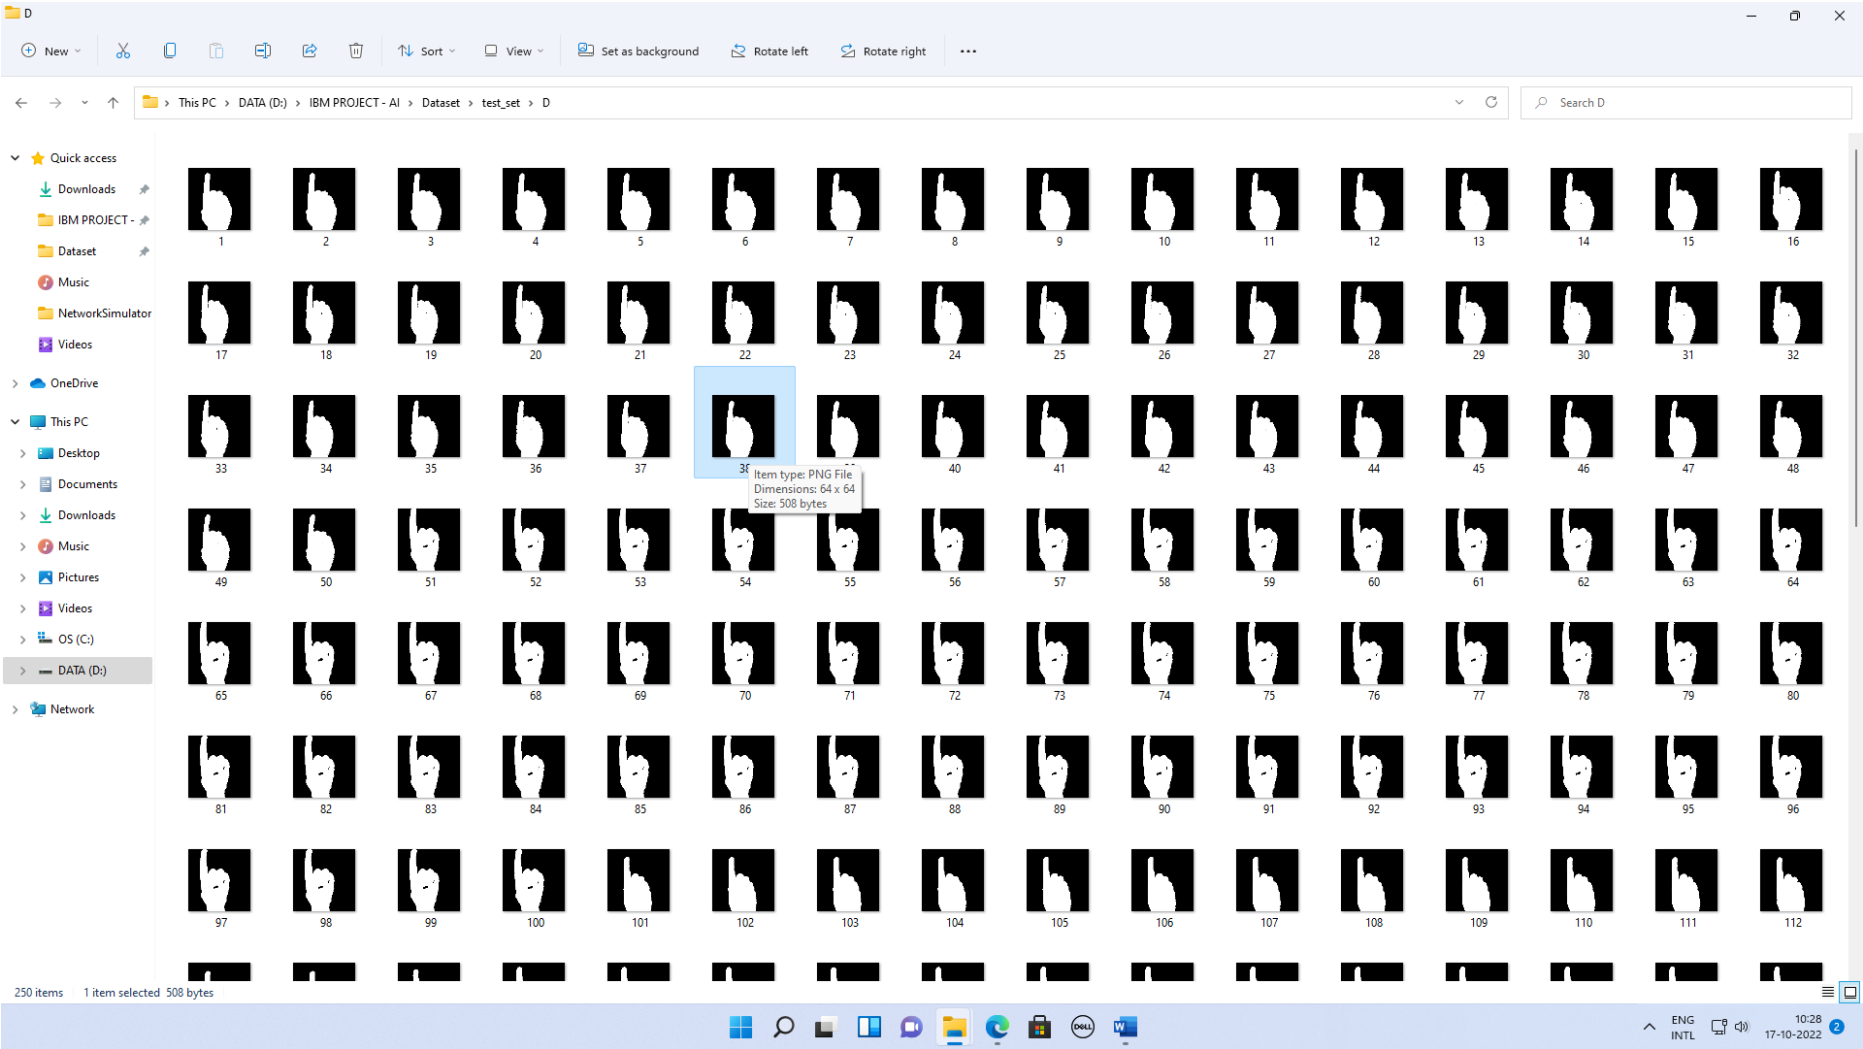 D
New
Sort
View
Set as background
Rotate left
Rotate right
This PC
DATA (D:)
IBM PROJECT - AI
Dataset
test_set
D
Search D
Quick access
Downloads
IBM PROJECT -
Dataset
Music
NetworkSimulator
Videos
OneDrive
This PC
Desktop
Documents
Downloads
Music
Pictures
Videos
OS (C:)
DATA (D:)
Network
1 2 3 4 5 6 7 8 9 10 11 12 13 14 15 16
17 18 19 20 21 22 23 24 25 26 27 28 29 30 31 32
33 34 35 36 37 38 40 41 42 43 44 45 46 47 48
Item type: PNG File
Dimensions: 64 x 64
Size: 508 bytes
49 50 51 52 53 54 55 56 57 58 59 60 61 62 63 64
65 66 67 68 69 70 71 72 73 74 75 76 77 78 79 80
81 82 83 84 85 86 87 88 89 90 91 92 93 94 95 96
97 98 99 100 101 102 103 104 105 106 107 108 109 110 111 112
250 items 1 item selected 508 bytes
DELL
W
ENG
INTL
10:28
17-10-2022
2